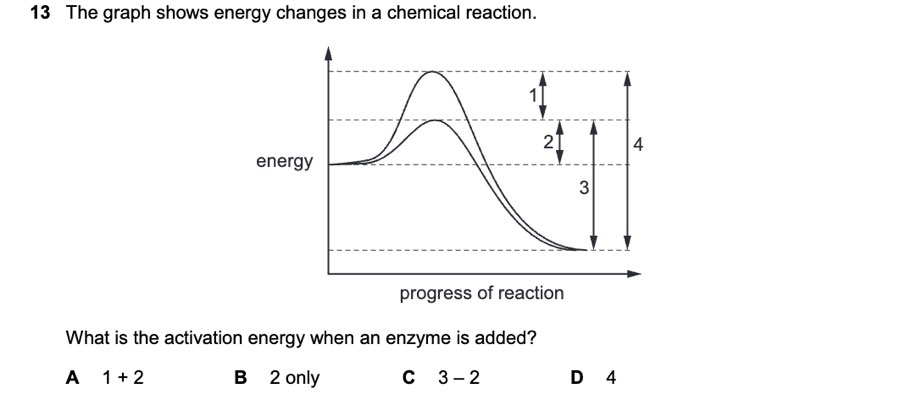 13 The graph shows energy changes in a chemical reaction.
1
2
4
energy
3
progress of reaction
What is the activation energy when an enzyme is added?
A 1 + 2 B 2 only C 3 – 2 D 4